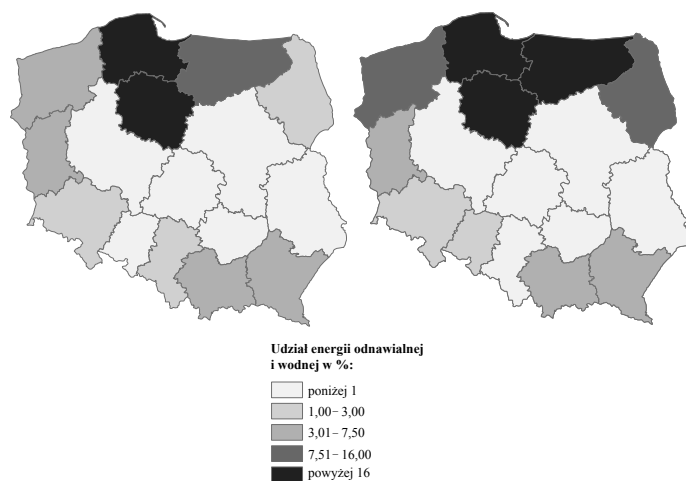 Udział energii odnawialnej
i wodnej w %:
poniżej 1
1,00– 3,00
3,01– 7,50
7,51– 16,00
powyżej 16